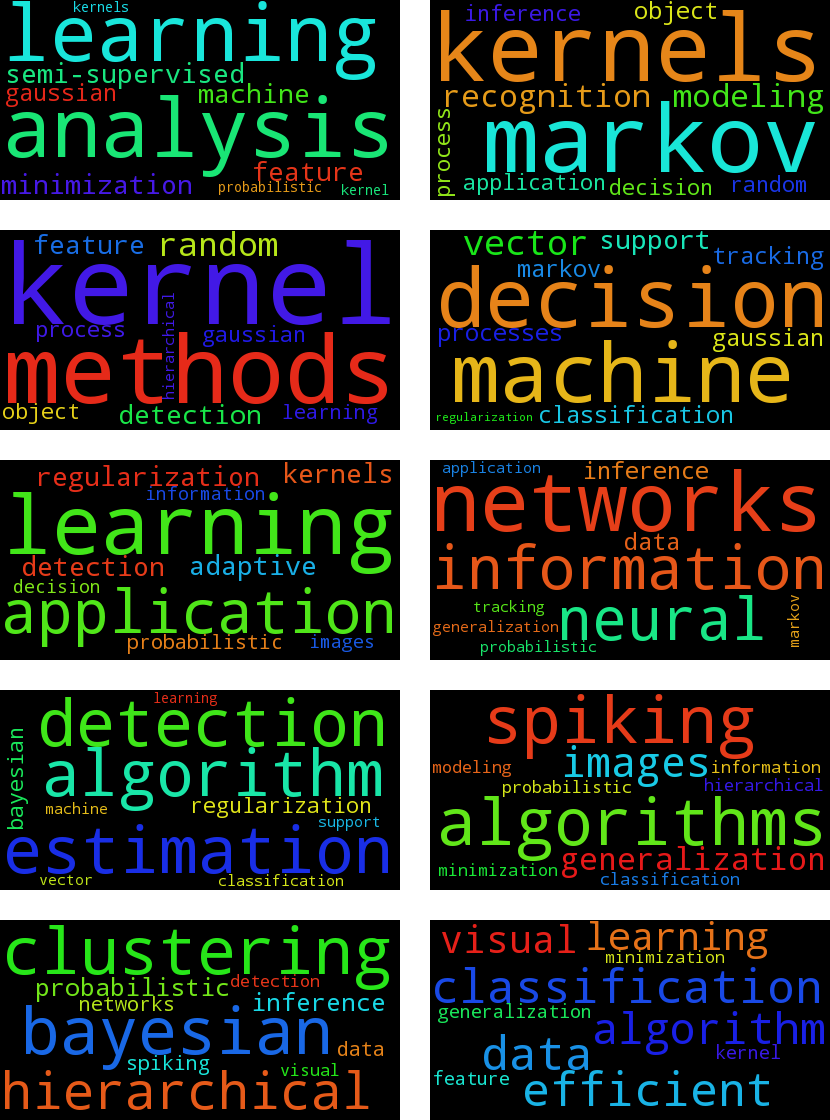 kernels
learning
semi-supervised
gaussian machine
analysis
feature
minimization probabilistic kernel
inference object
kernels
recognition modeling
process
markov
application decision random
feature random
kernel
hierarchical
process gaussian
methods
object detection learning
vector support
markov tracking
decision
processes gaussian
machine
regularization classification
regularization kernels
information
learning
detection adaptive
decision
application
probabilistic images
application inference
networks
data
information
tracking neural markov
generalization
probabilistic
learning
detection
bayesian
algorithm
machine regularization
support
estimation
vector classification
spiking
modeling images information
probabilistic hierarchical
algorithms
generalization
minimization classification
clustering
probabilistic detection
networks inference
bayesian data
spiking visual
hierarchical
visual learning
minimization
classification
generalization algorithm
data kernel
feature efficient